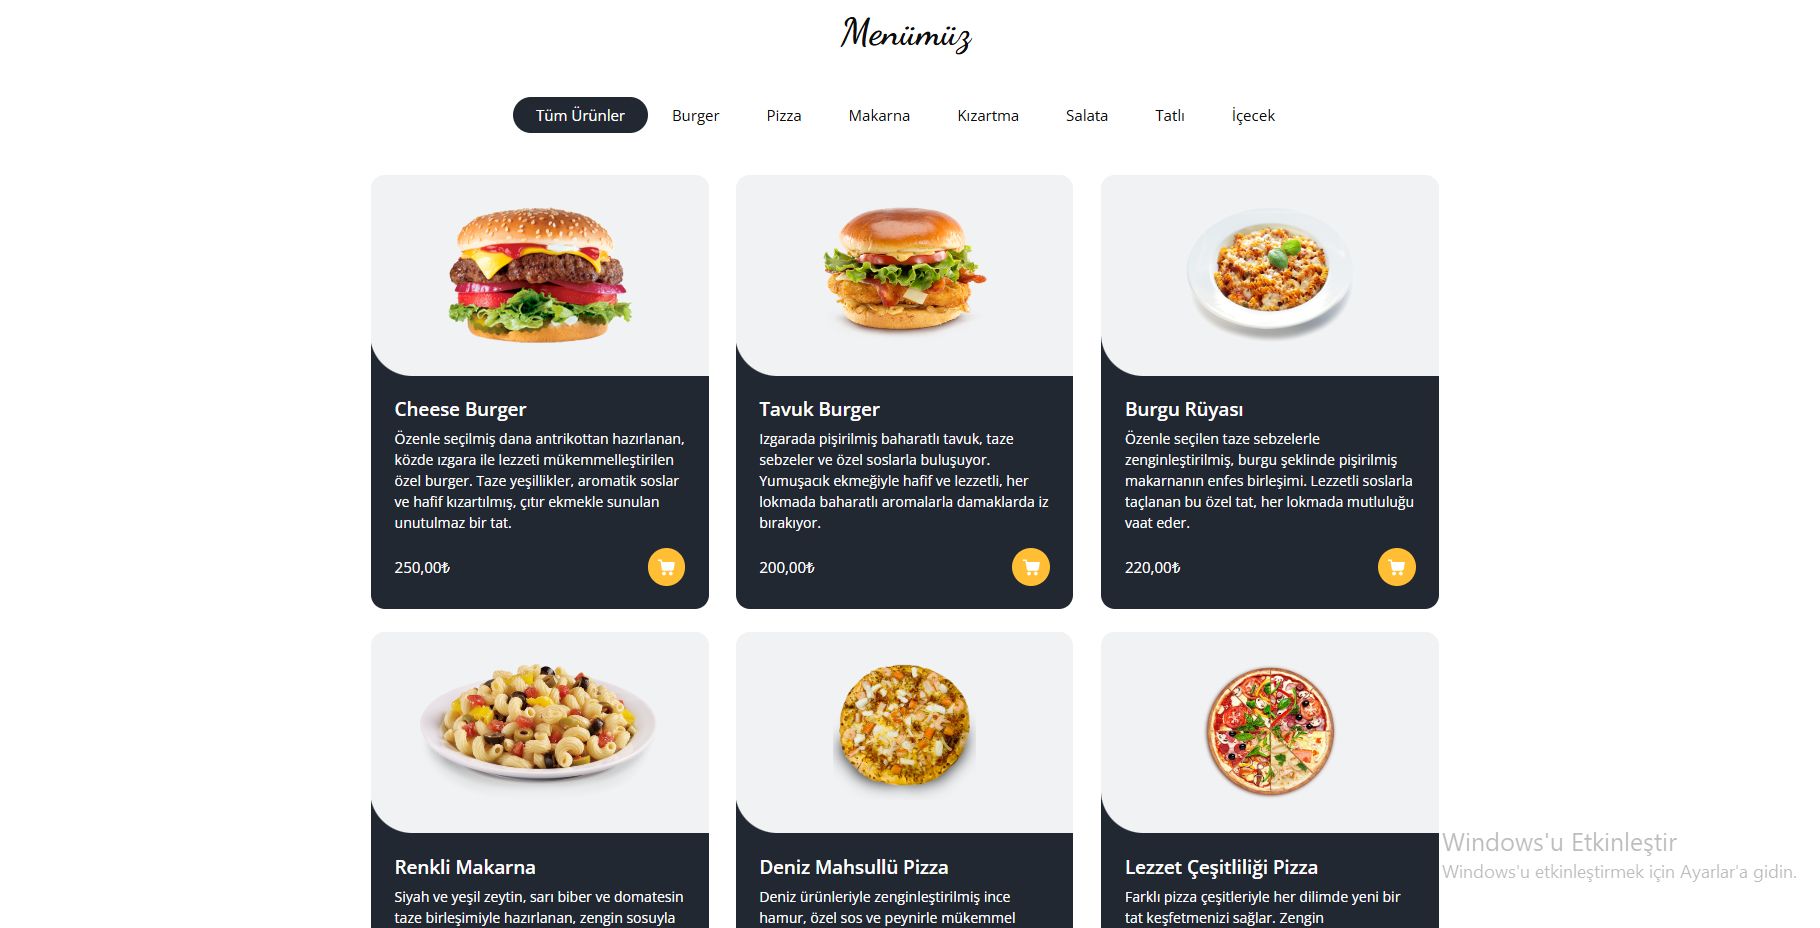 Menümüz
Tüm Ürünler Burger Pizza Makarna Kızartma Salata Tatlı İçecek
Cheese Burger
Özenle seçilmiş dana antrikottan hazırlanan,
közde ızgara ile lezzeti mükemmelleştirilen
özel burger. Taze yeşillikler, aromatik soslar
ve hafif kızartılmış, çıtır ekmekle sunulan
unutulmaz bir tat.
250,00₺
Tavuk Burger
Izgarada pişirilmiş baharatlı tavuk, taze
sebzeler ve özel soslarla buluşuyor.
Yumuşacık ekmeğiyle hafif ve lezzetli, her
lokmada baharatlı aromalarla damaklarda iz
bırakıyor.
200,00₺
Burgu Rüyası
Özenle seçilen taze sebzelerle
zenginleştirilmiş, burgu şeklinde pişirilmiş
makarnanın enfes birleşimi. Lezzetli soslarla
taçlanan bu özel tat, her lokmada mutluluğu
vaat eder.
220,00₺
Renkli Makarna
Siyah ve yeşil zeytin, sarı biber ve domatesin
taze birleşimiyle hazırlanan, zengin sosuyla
Deniz Mahsullü Pizza
Deniz ürünleriyle zenginleştirilmiş ince
hamur, özel sos ve peynirle mükemmel
Lezzet Çeşitliliği Pizza
Farklı pizza çeşitleriyle her dilimde yeni bir
tat keşfetmenizi sağlar. Zengin
Windows'u Etkinleştir
Windows'u etkinleştirmek için Ayarlar'a gidin.